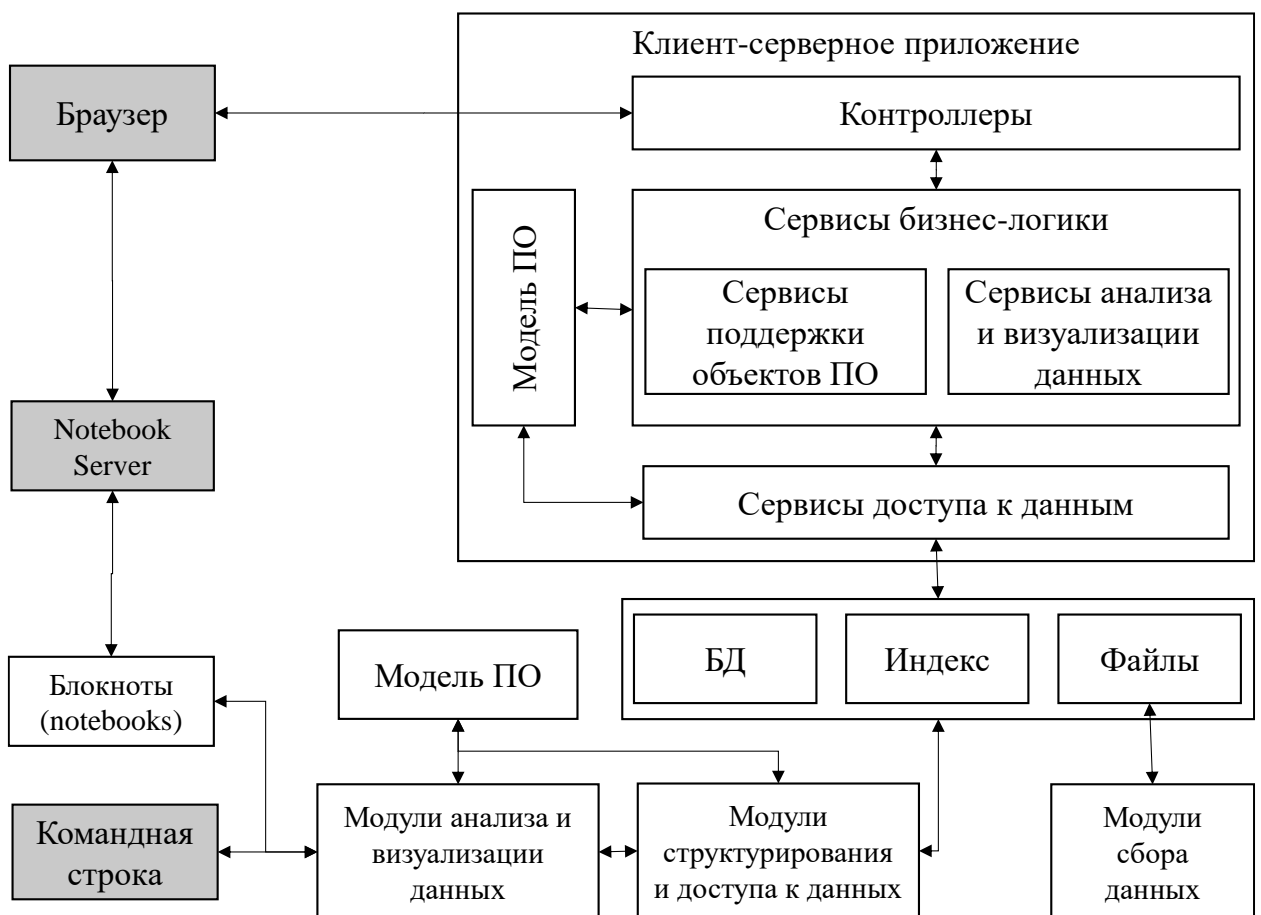 Клиент-серверное приложение
Браузер
Контроллеры
Сервисы бизнес-логики
Модель ПО
Сервисы
поддержки
объектов ПО
Сервисы анализа
и визуализации
данных
Notebook
Server
Сервисы доступа к данным
БД
Индекс
Файлы
Модель ПО
Блокноты
(notebooks)
Командная
строка
Модули анализа и
визуализации
данных
Модули
структурирования
и доступа к данных
Модули
сбора
данных